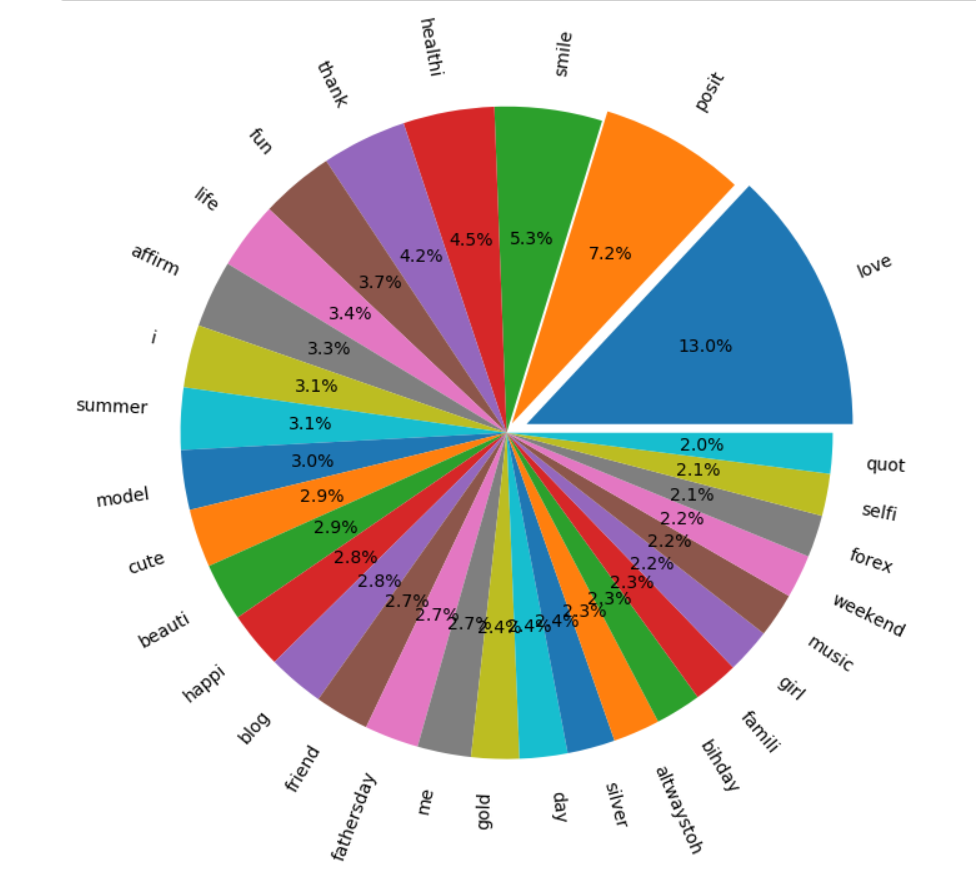 love
13.0%
posit
7.2%
smile
5.3%
healthi
4.5%
thank
4.2%
fun
3.7%
life
3.4%
affirm
3.3%
i
3.1%
summer
3.1%
model
3.0%
cute
2.9%
beauti
2.9%
happi
2.8%
blog
2.8%
friend
2.7%
fathersday
2.7%
me
2.7%
gold
2.4%
day
2.4%
silver
2.4%
altwaystoh
2.3%
bihday
2.3%
famili
2.3%
girl
2.2%
music
2.2%
weekend
2.2%
forex
2.1%
selfi
2.1%
quot
2.0%